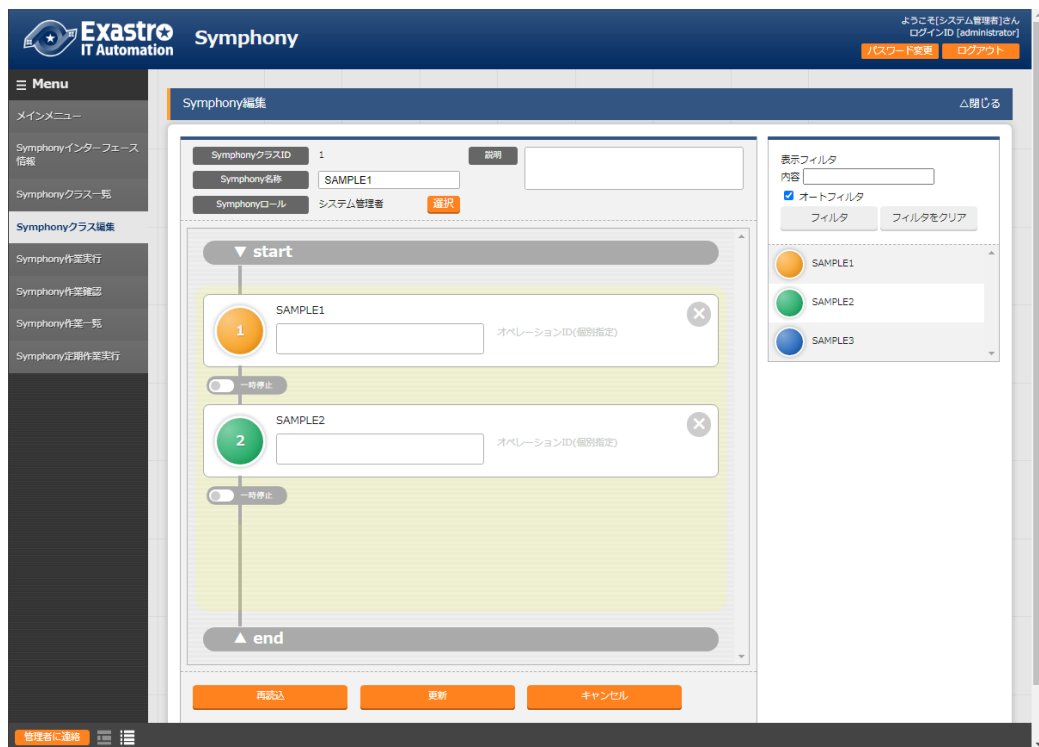 Exastro
IT Automation
Symphony
ようこそ[システム管理者]さん
ログインID [administrator]
パスワード変更
ログアウト
Menu
メインメニュー
Symphonyインターフェース
情報
Symphonyクラス一覧
Symphonyクラス編集
Symphony作業実行
Symphony作業確認
Symphony作業一覧
Symphony定期作業実行
Symphony編集
△閉じる
SymphonyクラスID
1
説明
Symphony名称
SAMPLE1
Symphonyロール
システム管理者
選択
▼ start
SAMPLE1
1
オペレーションID(個別指定)
一時停止
SAMPLE2
2
オペレーションID(個別指定)
一時停止
▲ end
再読込
更新
キャンセル
表示フィルタ
内容
オートフィルタ
フィルタ
フィルタをクリア
SAMPLE1
SAMPLE2
SAMPLE3
管理者に連絡